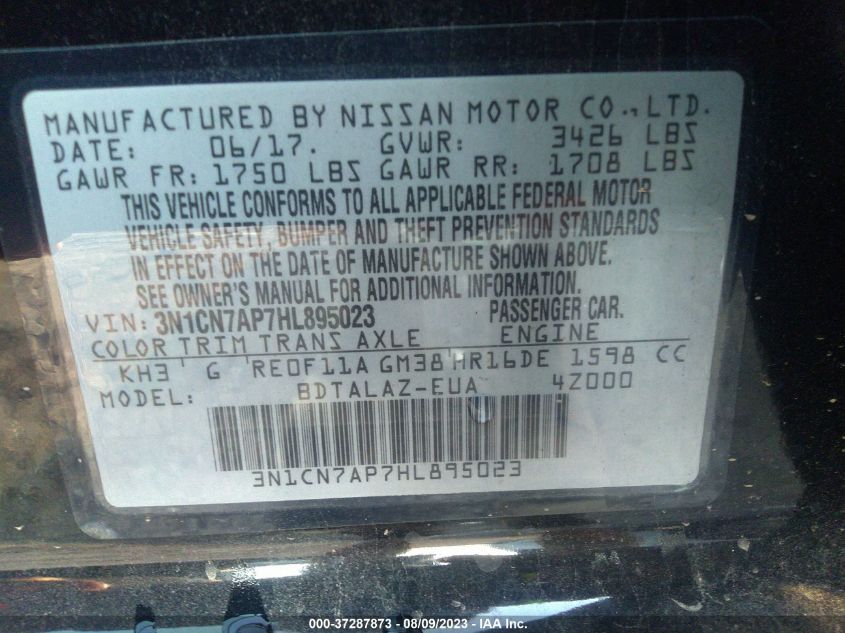 MANUFACTURED BY NISSAN MOTOR CO., LTD.
DATE: 06/17. GVWR: 3426 LBS
GAWR FR: 1750 LBS GAWR RR: 1708 LBS
THIS VEHICLE CONFORMS TO ALL APPLICABLE FEDERAL MOTOR
VEHICLE SAFETY, BUMPER AND THEFT PREVENTION STANDARDS
IN EFFECT ON THE DATE OF MANUFACTURE SHOWN ABOVE.
SEE OWNER'S MANUAL FOR ADDITIONAL INFORMATION.
VIN: 3N1CN7AP7HL895023 PASSENGER CAR.
COLOR TRIM TRANS AXLE ENGINE
KH3 G RE0F11A GM38 HR16DE 1598 CC
MODEL: BDTALAZ-EUA 4Z000
3N1CN7AP7HL895023
000-37287873 - 08/09/2023 - IAA Inc.